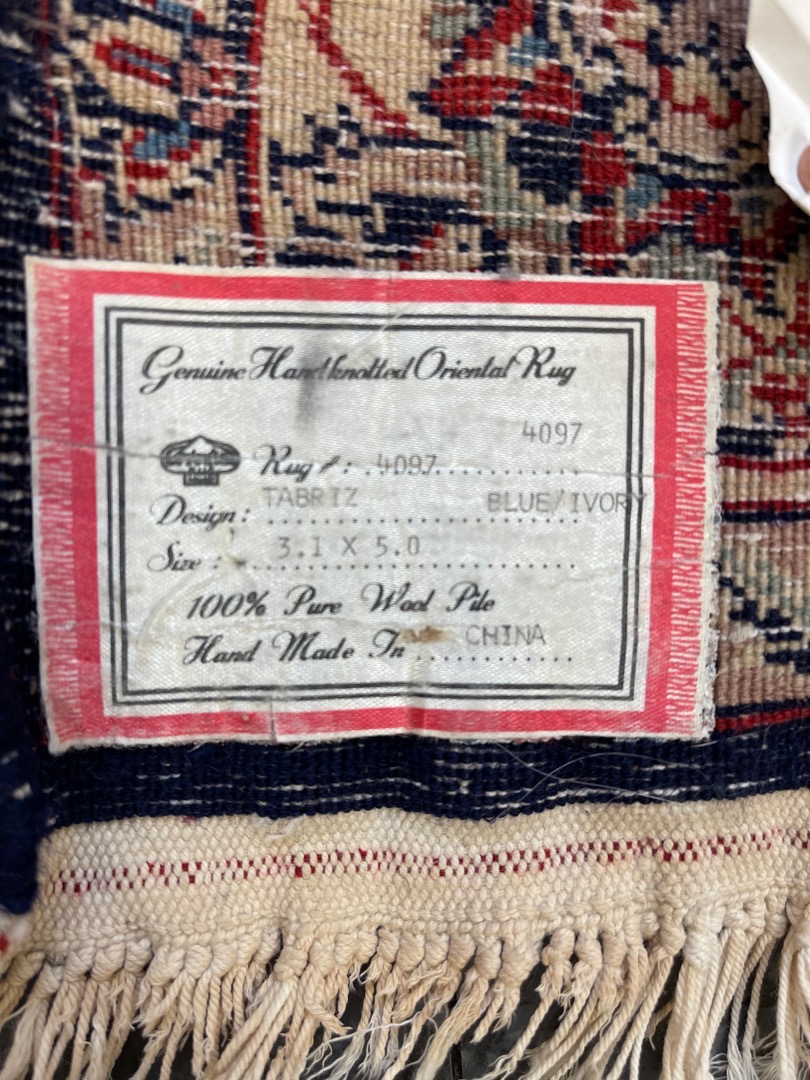 Genuine Handknotted Oriental Rug
4097
Rug #: .4097..............
Design: TABRIZ BLUE/IVORY
Size : 3.1 X 5.0
100% Pure Wool Pile
Hand Made In CHINA